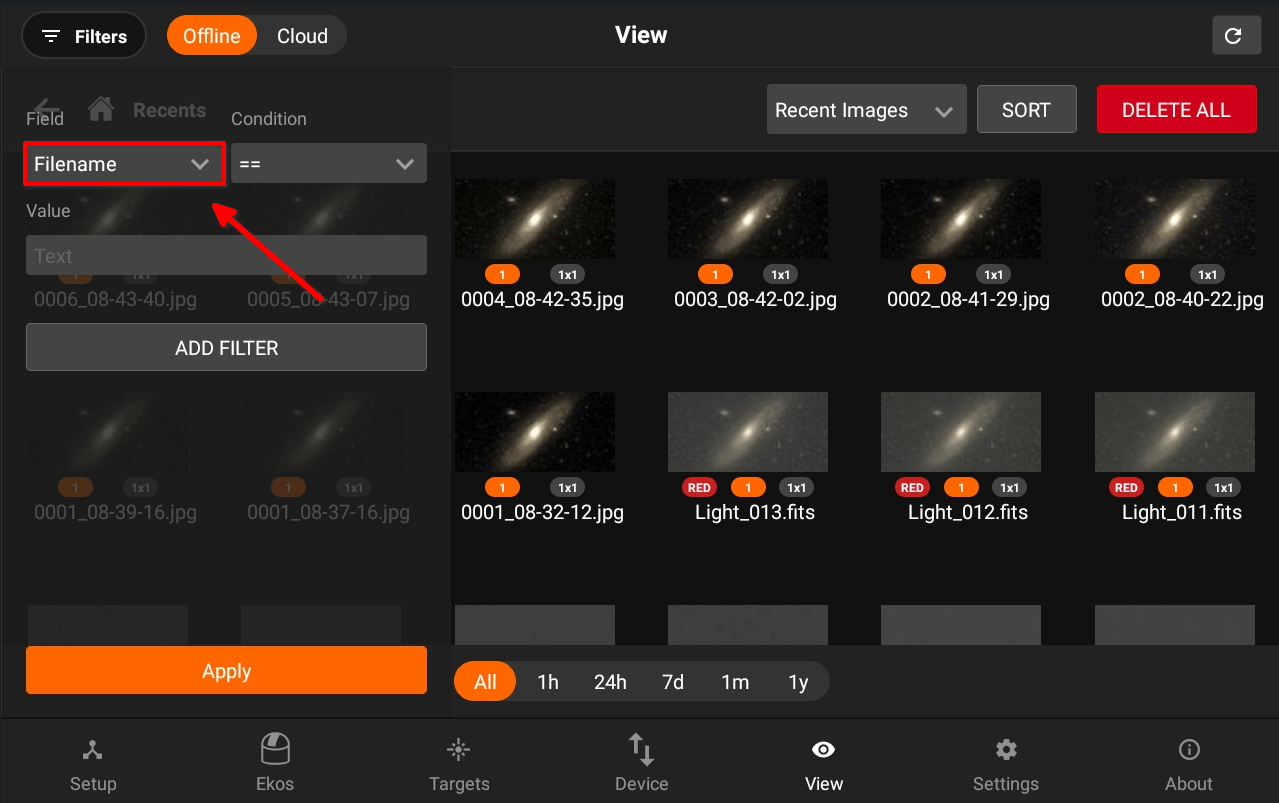 Filters
Offline
Cloud
View
Recents
Field
Condition
Recent Images
SORT
DELETE ALL
Filename
==
Value
Text
1 1x1
1 1x1
1 1x1
1 1x1
1 1x1
1 1x1
0006_08-43-40.jpg
0005_08-43-07.jpg
0004_08-42-35.jpg
0003_08-42-02.jpg
0002_08-41-29.jpg
0002_08-40-22.jpg
ADD FILTER
1 1x1
1 1x1
1 1x1
RED 1 1x1
RED 1 1x1
RED 1 1x1
0001_08-39-16.jpg
0001_08-37-16.jpg
0001_08-32-12.jpg
Light_013.fits
Light_012.fits
Light_011.fits
Apply
All 1h 24h 7d 1m 1y
Setup
Ekos
Targets
Device
View
Settings
About